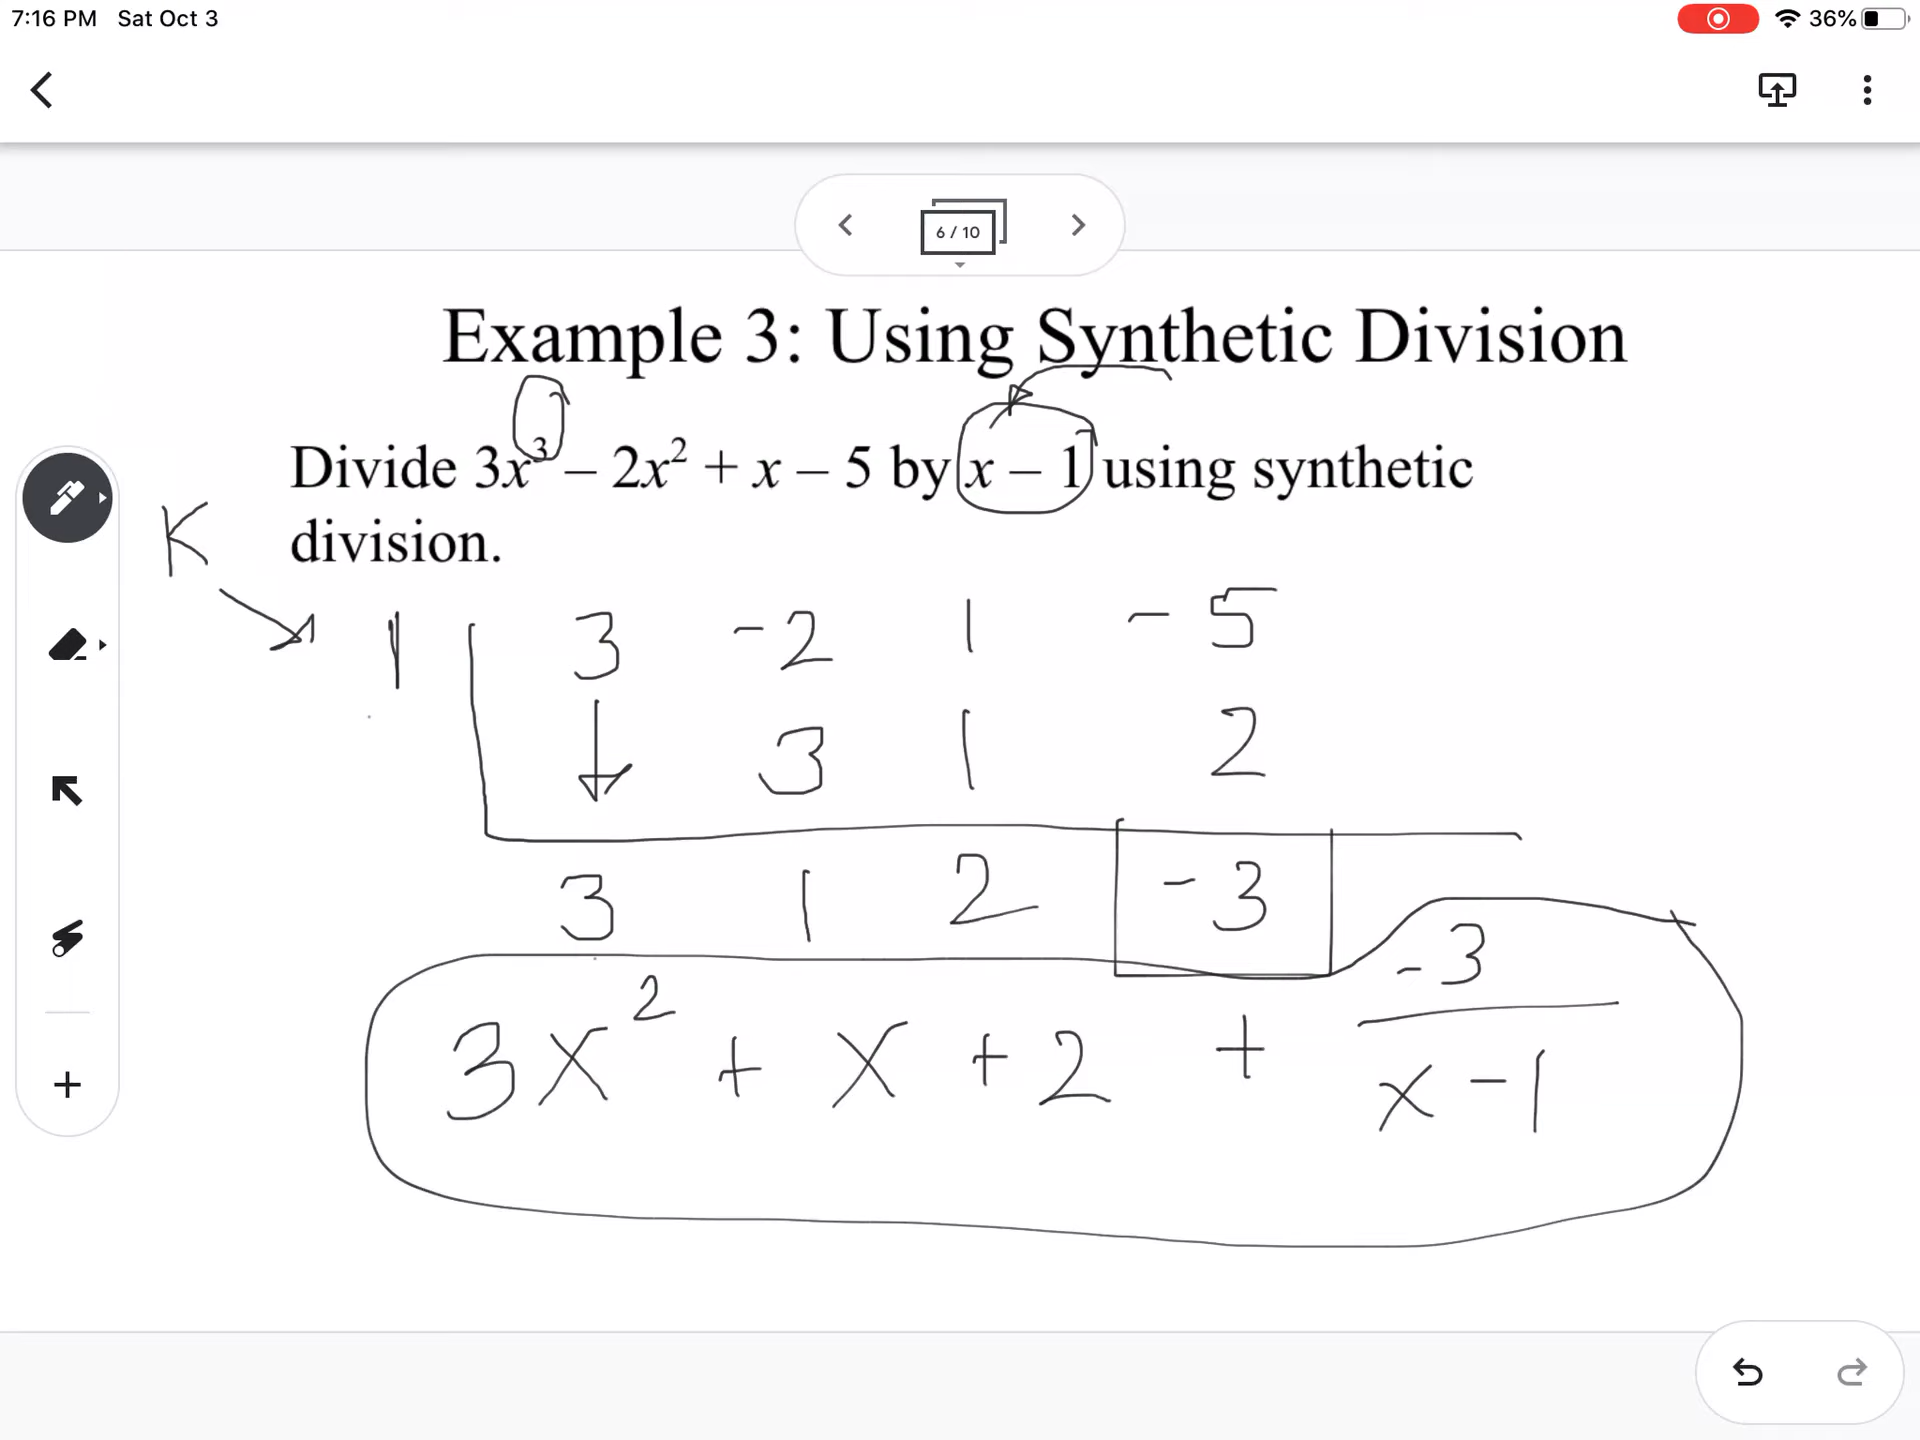 7:16 PM Sat Oct 3 36%
6 / 10
Example 3: Using Synthetic Division
Divide 3x³ – 2x² + x – 5 by x – 1 using synthetic
division.
K
1 3 -2 1 -5
3 1 2
3 1 2 -3
3x² + x + 2 + -3
x - 1